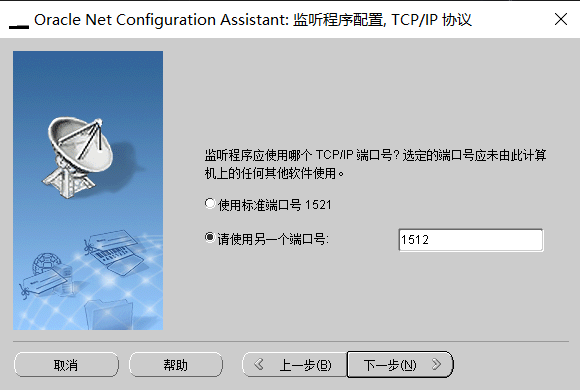 Oracle Net Configuration Assistant: 监听程序配置, TCP/IP 协议
监听程序应使用哪个 TCP/IP 端口号? 选定的端口号应未由此计算
机上的任何其他软件使用。
使用标准端口号 1521
请使用另一个端口号:
1512
取消
帮助
上一步(B)
下一步(N)